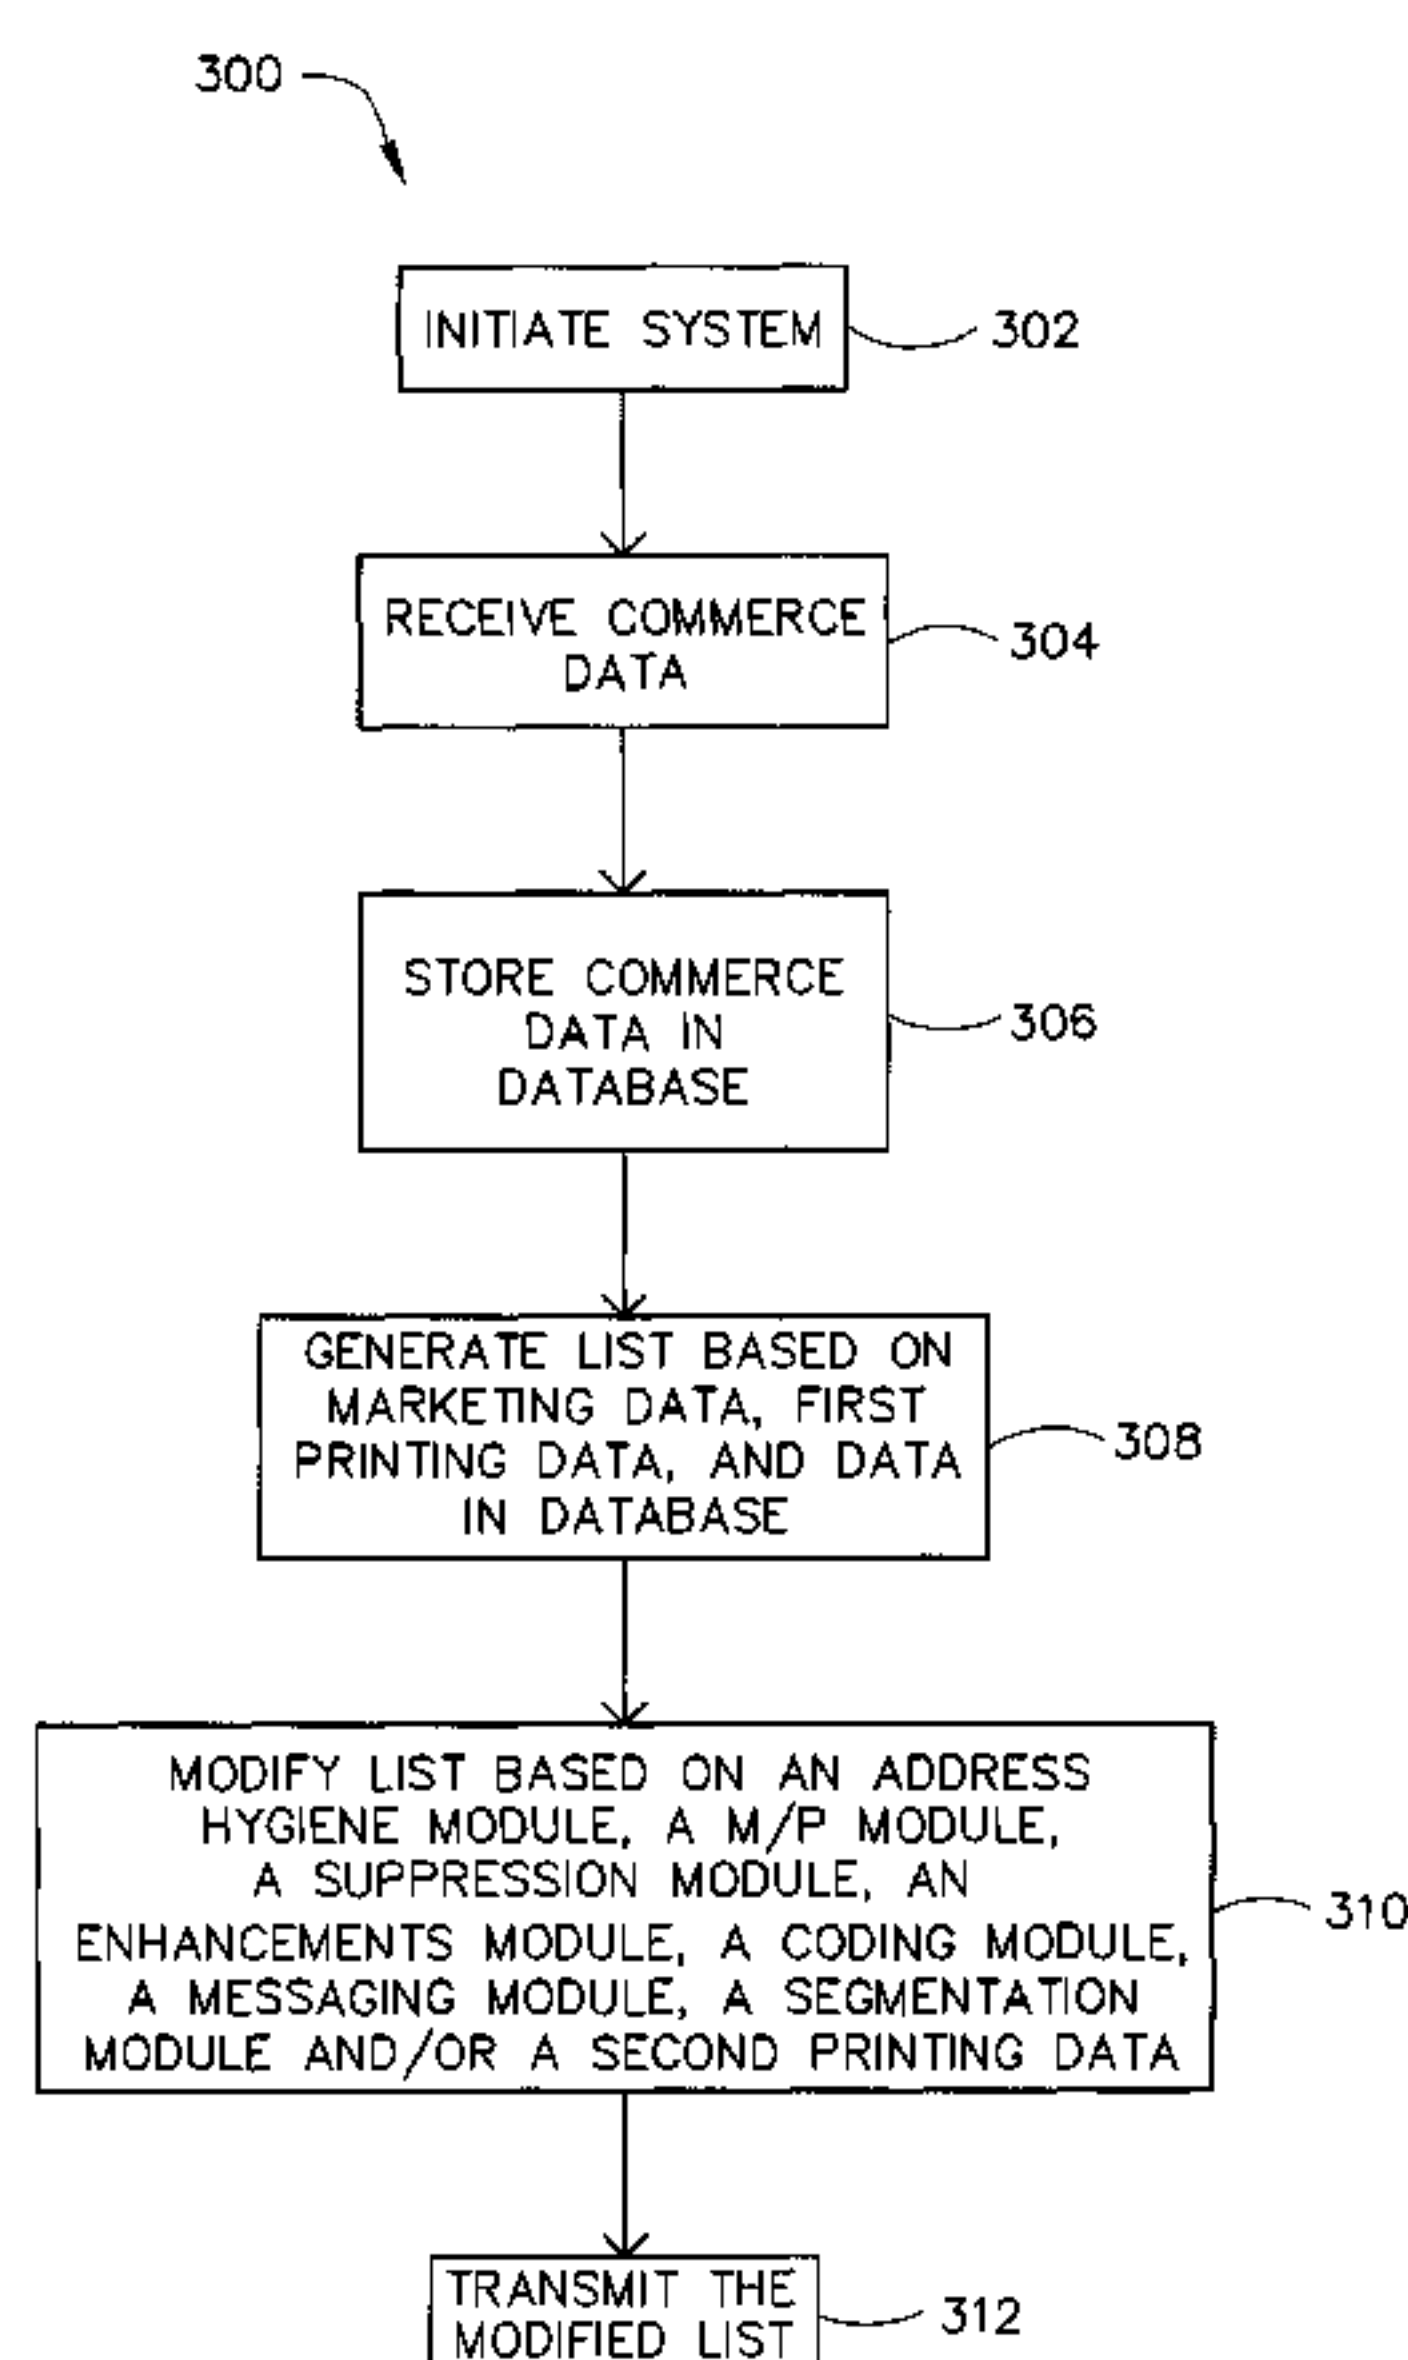 300
INITIATE SYSTEM
302
RECEIVE COMMERCE
DATA
304
STORE COMMERCE
DATA IN
DATABASE
306
GENERATE LIST BASED ON
MARKETING DATA, FIRST
PRINTING DATA, AND DATA
IN DATABASE
308
MODIFY LIST BASED ON AN ADDRESS
HYGIENE MODULE, A M/P MODULE,
A SUPPRESSION MODULE, AN
ENHANCEMENTS MODULE, A CODING MODULE,
A MESSAGING MODULE, A SEGMENTATION
MODULE AND/OR A SECOND PRINTING DATA
310
TRANSMIT THE
MODIFIED LIST
312